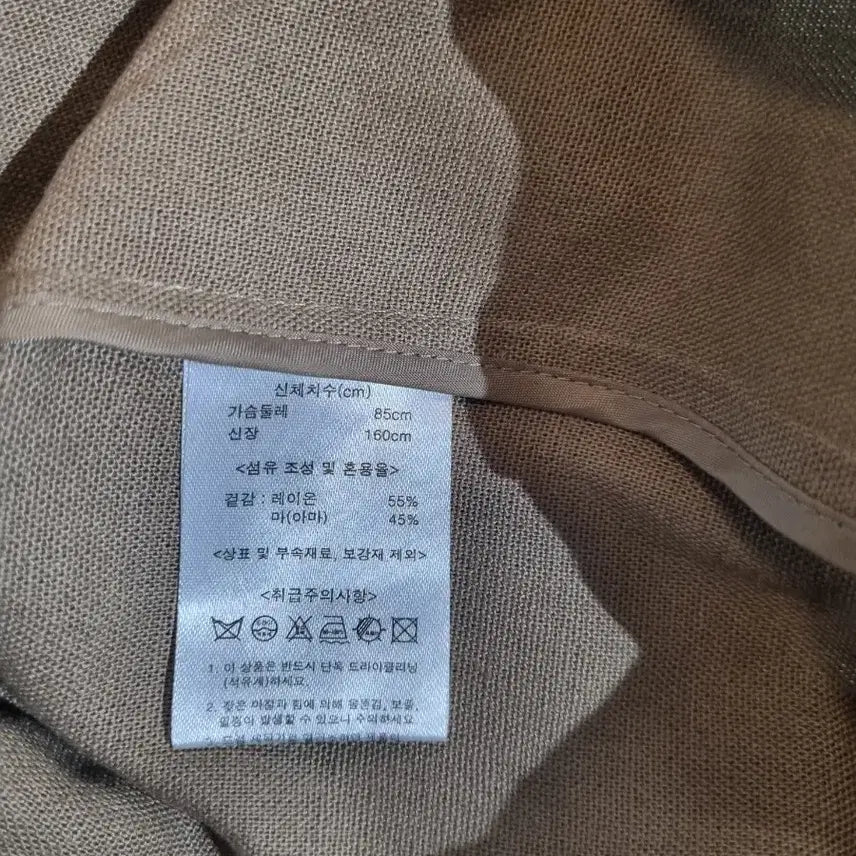 신체치수(cm)
가슴둘레 85cm
신장 160cm
<섬유 조성 및 혼용율>
겉감 : 레이온 55%
마(아마) 45%
<상표 및 부속재료, 보강재 제외>
<취급주의사항>
1. 이 상품은 반드시 단독 드라이클리닝
(석유계)하세요.
2. 잦은 마찰과 힘에 의해 올뜯김, 보풀,
이 발생할 수 있으니 주의하세요